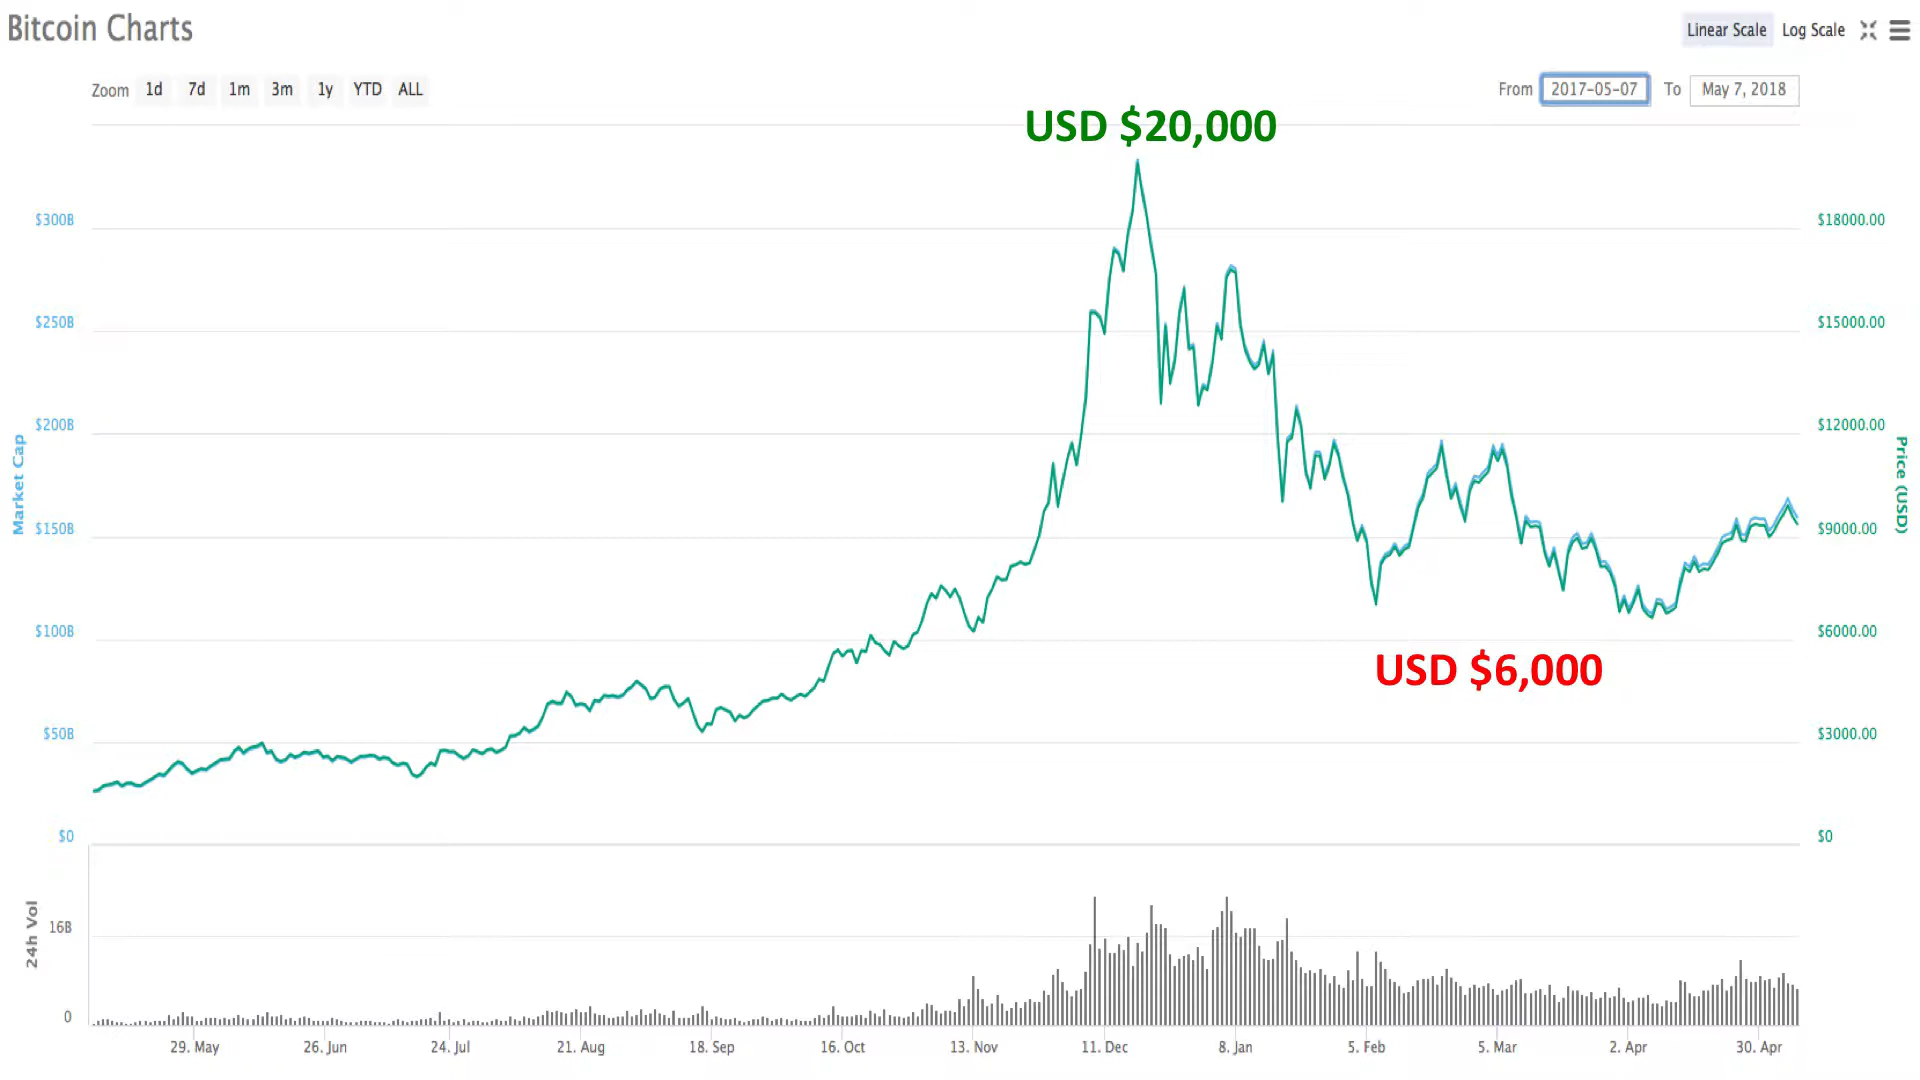 Bitcoin Charts
Linear Scale Log Scale
Zoom 1d 7d 1m 3m 1y YTD ALL
From 2017-05-07 To May 7, 2018
USD $20,000
$300B $18000.00
$250B $15000.00
$200B $12000.00
Market Cap
Price (USD)
$150B $9000.00
$100B $6000.00
USD $6,000
$50B $3000.00
$0 $0
24h Vol
16B
0
29. May 26. Jun 24. Jul 21. Aug 18. Sep 16. Oct 13. Nov 11. Dec 8. Jan 5. Feb 5. Mar 2. Apr 30. Apr